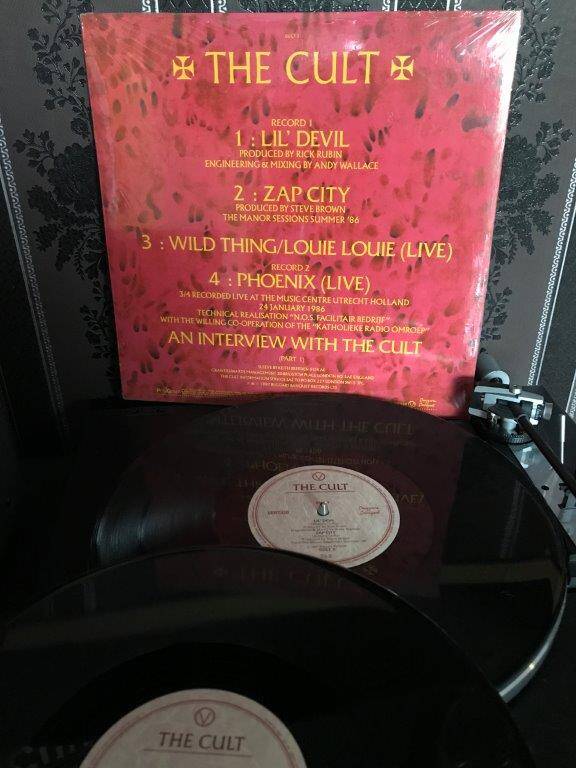 ✠ THE CULT ✠
RECORD 1
1 : LIL' DEVIL
PRODUCED BY RICK RUBIN
ENGINEERING & MIXING BY ANDY WALLACE
2 : ZAP CITY
PRODUCED BY STEVE BROWN
THE MANOR SESSIONS SUMMER '86
3 : WILD THING/LOUIE LOUIE (LIVE)
RECORD 2
4 : PHOENIX (LIVE)
3/4 RECORDED LIVE AT THE MUSIC CENTRE UTRECHT HOLLAND
24 JANUARY 1986
TECHNICAL REALISATION "N.O.S. FACILITAIR BEDRIJF"
WITH THE WILLING CO-OPERATION OF THE "KATHOLIEKE RADIO OMROEP"
AN INTERVIEW WITH THE CULT
(PART 1)
THE CULT
LIL' DEVIL
ZAP CITY
THE CULT